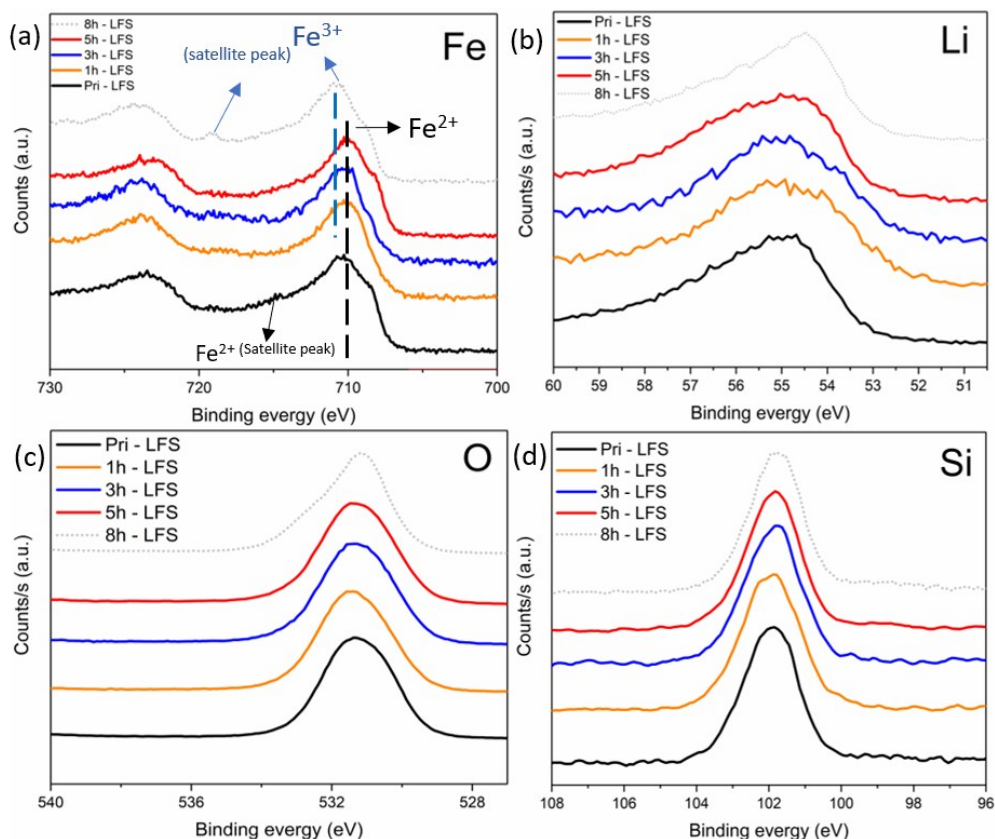 (a)
8h - LFS
5h - LFS
3h - LFS
1h - LFS
Pri - LFS
Fe3+
(satellite peak)
Fe
Fe2+
Fe2+ (Satellite peak)
Counts (a.u.)
730 720 710 700
Binding evergy (eV)
(b)
Pri - LFS
1h - LFS
3h - LFS
5h - LFS
8h - LFS
Li
Counts/s (a.u.)
60 59 58 57 56 55 54 53 52 51
Binding evergy (eV)
(c)
Pri - LFS
1h - LFS
3h - LFS
5h - LFS
8h - LFS
O
Counts/s (a.u.)
540 536 532 528
Binding evergy (eV)
(d)
Pri - LFS
1h - LFS
3h - LFS
5h - LFS
8h - LFS
Si
Counts/s (a.u.)
108 106 104 102 100 98 96
Binding evergy (eV)